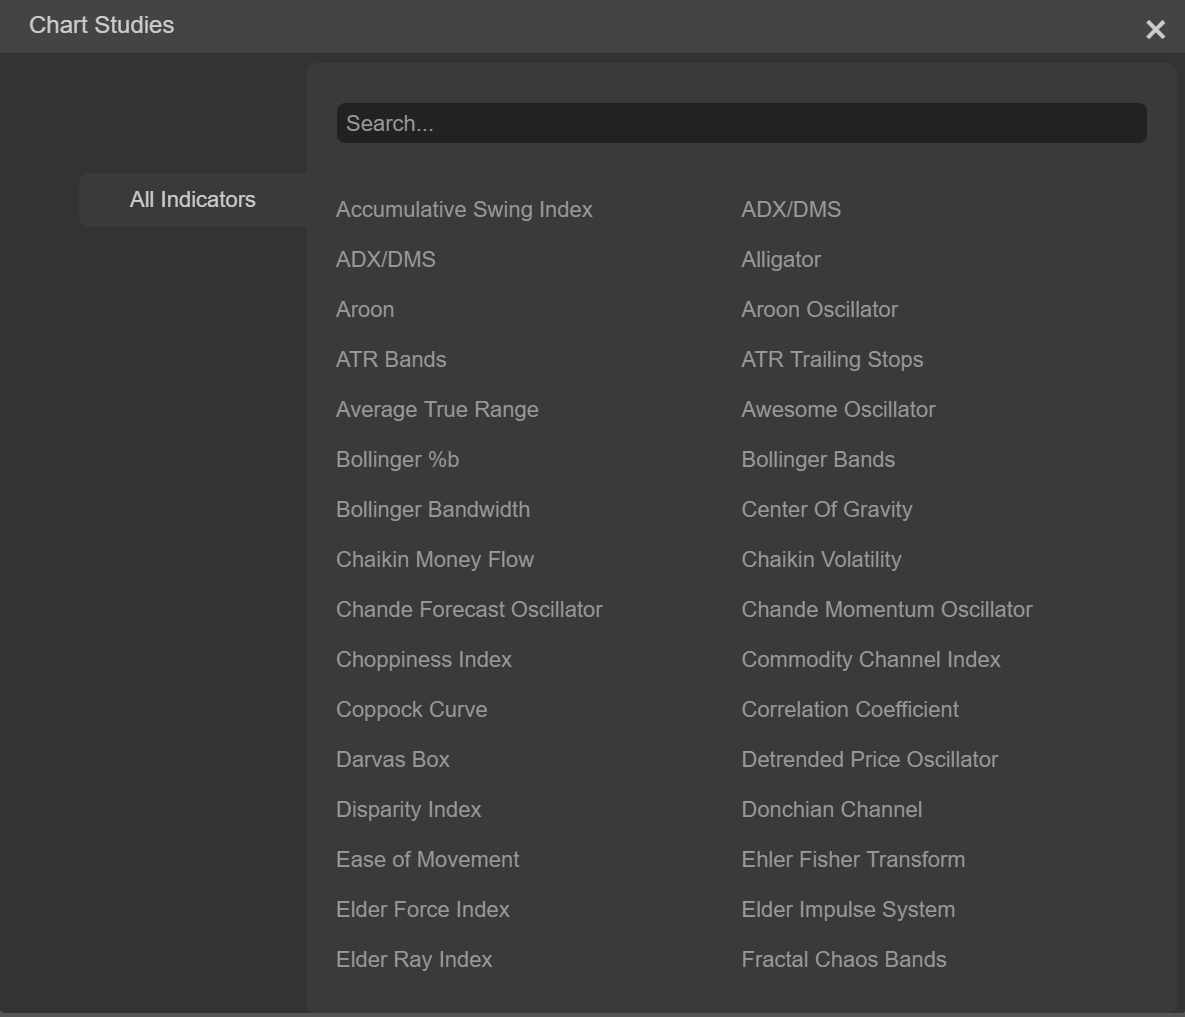 Chart Studies
Search...
All Indicators
Accumulative Swing Index
ADX/DMS
ADX/DMS
Alligator
Aroon
Aroon Oscillator
ATR Bands
ATR Trailing Stops
Average True Range
Awesome Oscillator
Bollinger %b
Bollinger Bands
Bollinger Bandwidth
Center Of Gravity
Chaikin Money Flow
Chaikin Volatility
Chande Forecast Oscillator
Chande Momentum Oscillator
Choppiness Index
Commodity Channel Index
Coppock Curve
Correlation Coefficient
Darvas Box
Detrended Price Oscillator
Disparity Index
Donchian Channel
Ease of Movement
Ehler Fisher Transform
Elder Force Index
Elder Impulse System
Elder Ray Index
Fractal Chaos Bands